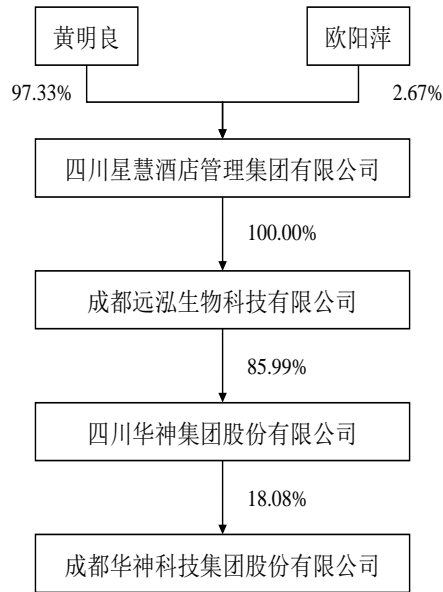 黄明良
欧阳萍
97.33%
2.67%
四川星慧酒店管理集团有限公司
100.00%
成都远泓生物科技有限公司
85.99%
四川华神集团股份有限公司
18.08%
成都华神科技集团股份有限公司